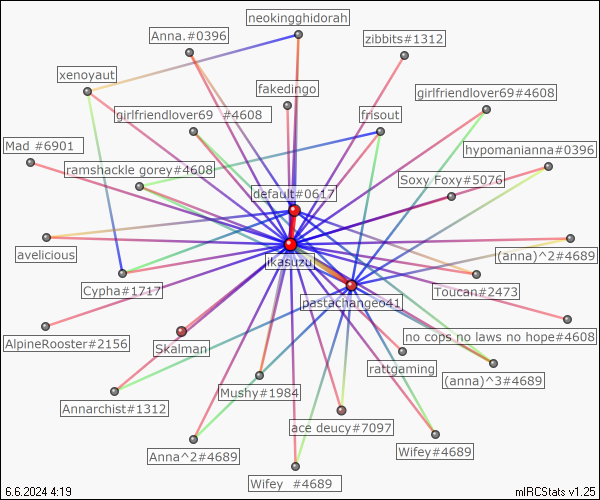 neokingghidorah
Anna.#0396
zibbits#1312
xenoyaut
fakedingo
girlfriendlover69#4608
girlfriendlover69  #4608
frisout
Mad #6901
hypomanianna#0396
ramshackle gorey#4608
Soxy Foxy#5076
default#0617
avelicious
ikasuzu
(anna)^2#4689
Cypha#1717
Toucan#2473
pastachangeo41
AlpineRooster#2156
Skalman
no cops no laws no hope#4608
rattgaming
(anna)^3#4689
Annarchist#1312
Mushy#1984
ace deucy#7097
Anna^2#4689
Wifey#4689
Wifey  #4689
6.6.2024 4:19
mIRCStats v1.25